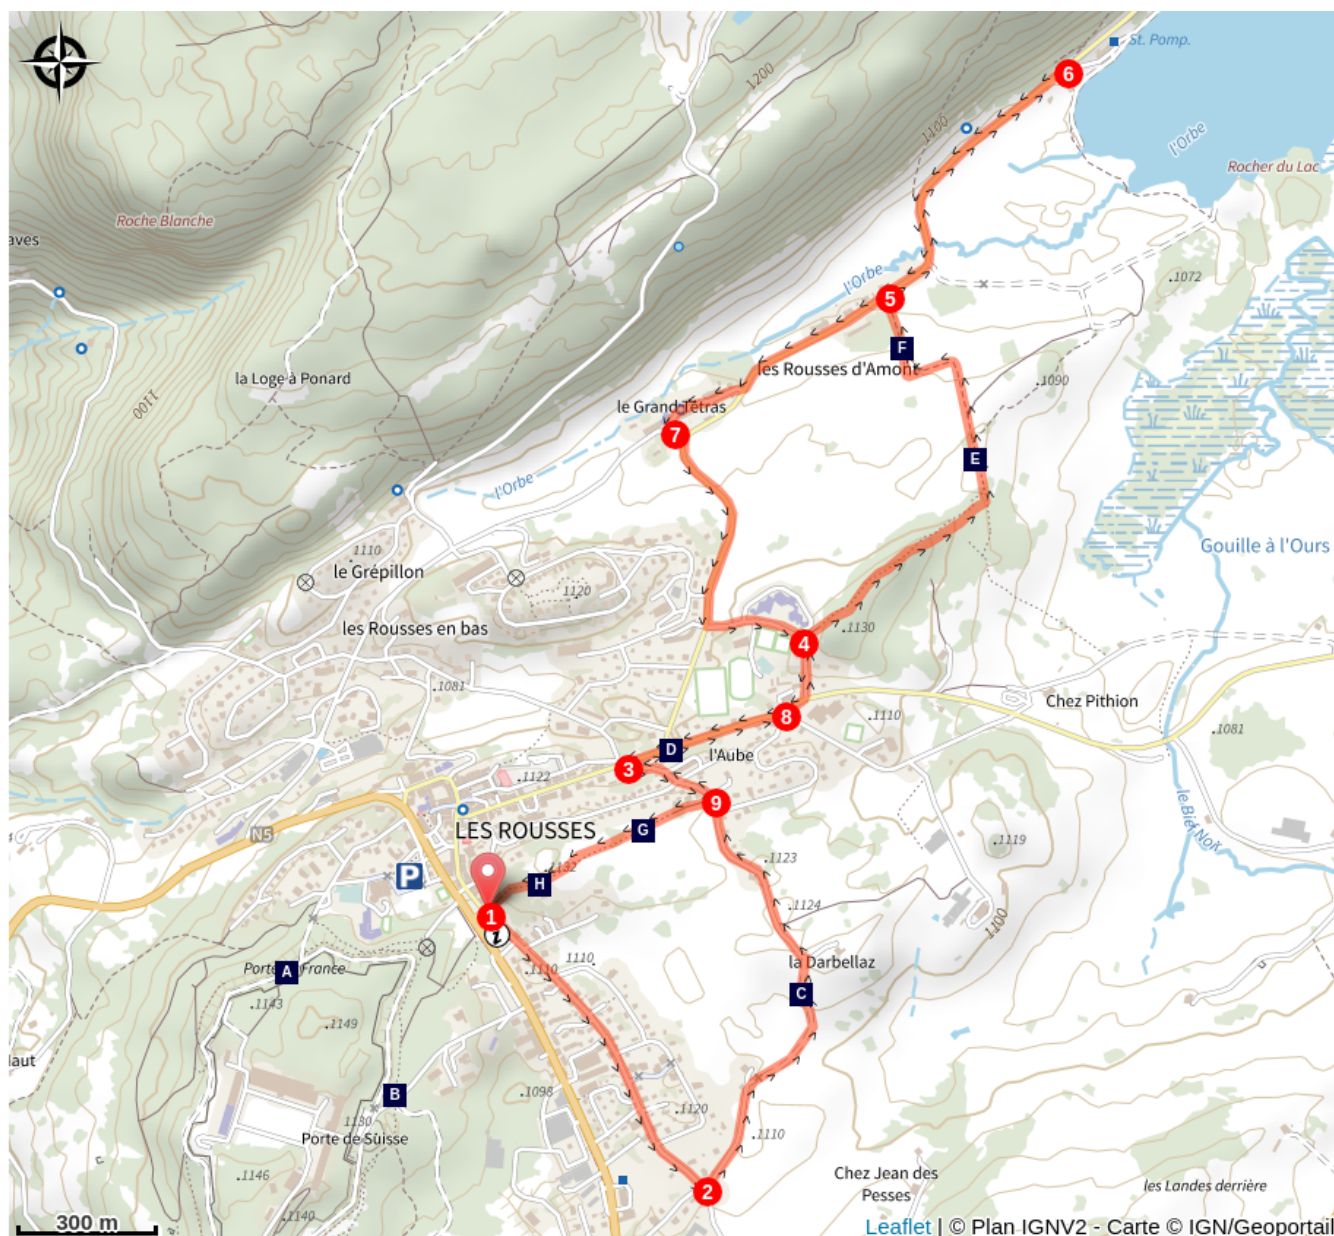 6
St. Pomp.
1200
1100
l'Orbe
Rocher du Lac
Roche Blanche
aves
.1072
l'Orbe
5
F
les Rousses d'Amont
.1090
la Loge à Ponard
1100
le Grand Tétras
7
E
l'Orbe
Gouille à l'Ours
1110
le Grépillon
1120
les Rousses en bas
.1130
4
.1081
Chez Pithion
8
.1110
.1081
D
l'Aube
3
.1122
9
N5
LES ROUSSES
G
le Bief Noir
.1119
P
.1132
H
.1123
1
i
.1124
1100
1110
1110.
la Darbellaz
A
Porte de France
.1143
C
.1149
.1098
B
1130
Porte de Suisse
.1120
.1110
Haut
.1146
2
Chez Jean des
Pesses
les Landes derrière
.1140
300 m
Leaflet | © Plan IGNV2 - Carte © IGN/Geoportail